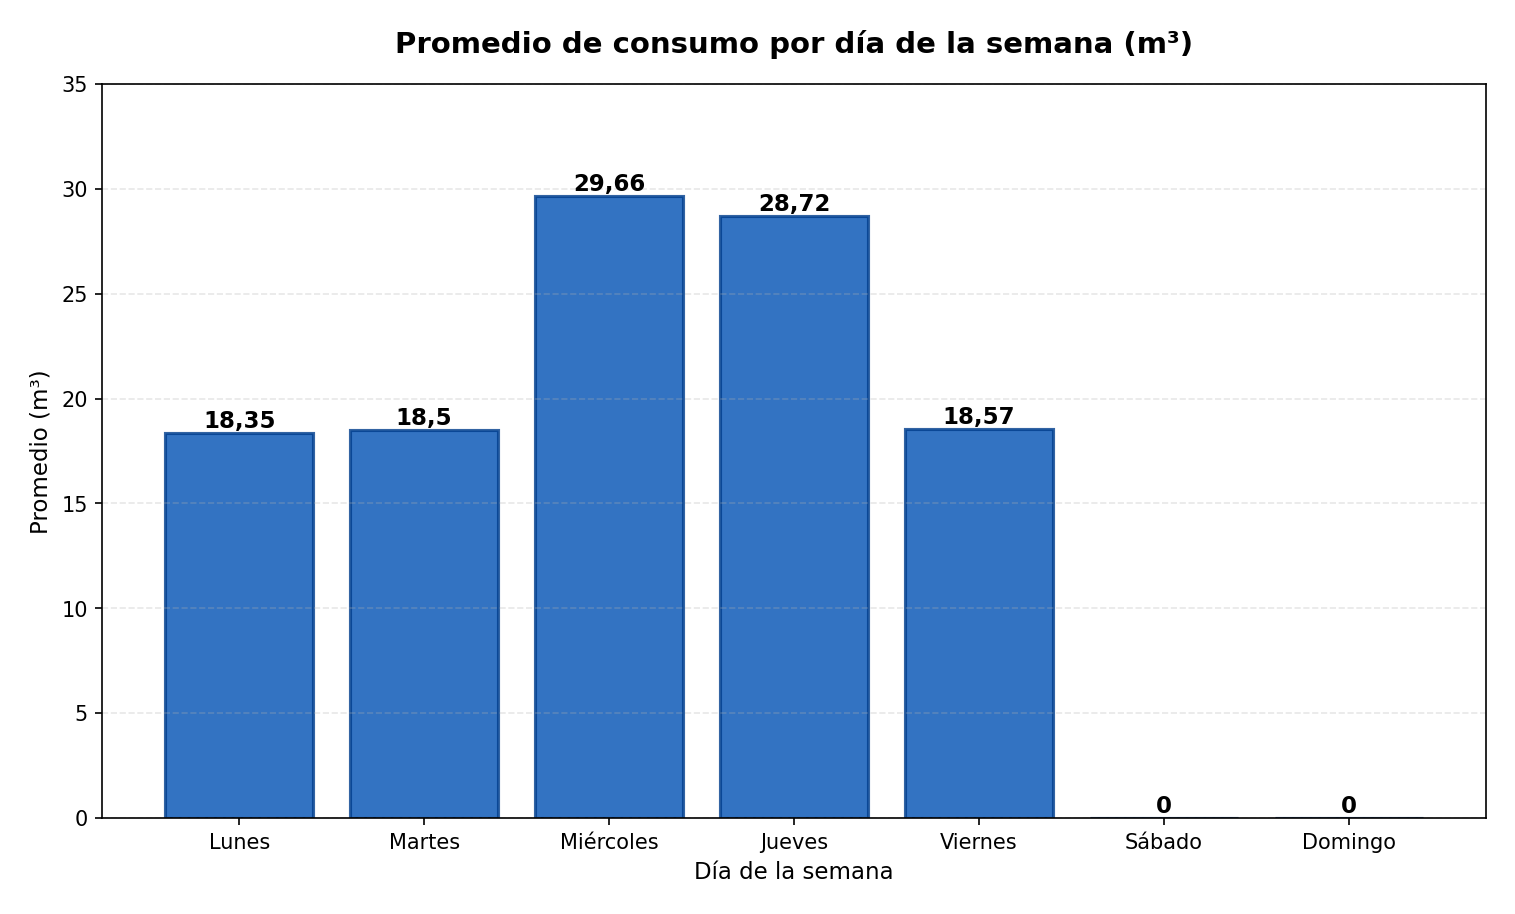 Promedio de consumo por día de la semana (m³)
35
30
25
20
15
10
5
0
Promedio (m³)
18,35
18,5
29,66
28,72
18,57
0
0
Lunes
Martes
Miércoles
Jueves
Viernes
Sábado
Domingo
Día de la semana